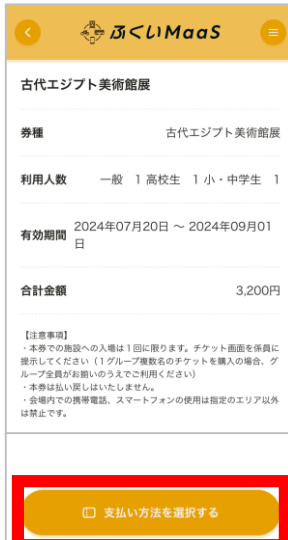 ふくいMaaS
古代エジプト美術館展
券種 古代エジプト美術館展
利用人数 一般 1 高校生 1 小・中学生 1
有効期間 2024年07月20日 ～ 2024年09月01
日
合計金額 3,200円
【注意事項】
・本券での施設への入場は1回に限ります。チケット画面を係員に
提示してください（1グループ複数名のチケットを購入の場合、グ
ループ全員がお揃いのうえでご利用ください）
・本券は払い戻しはいたしません。
・会場内での携帯電話、スマートフォンの使用は指定のエリア以外
は禁止です。
支払い方法を選択する